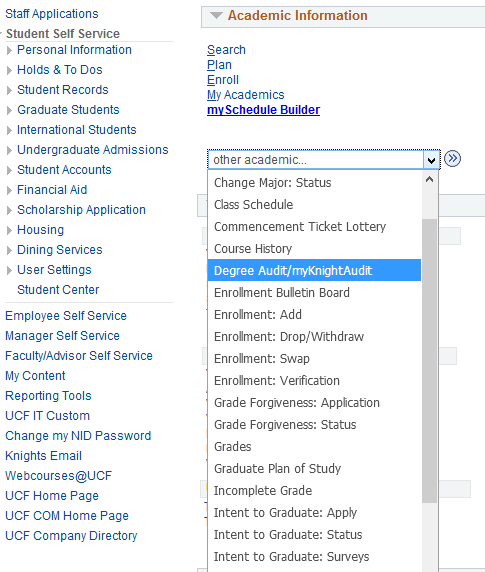 Staff Applications
Student Self Service
Personal Information
Holds & To Dos
Student Records
Graduate Students
International Students
Undergraduate Admissions
Student Accounts
Financial Aid
Scholarship Application
Housing
Dining Services
User Settings
Student Center
Employee Self Service
Manager Self Service
Faculty/Advisor Self Service
My Content
Reporting Tools
UCF IT Custom
Change my NID Password
Knights Email
Webcourses@UCF
UCF Home Page
UCF COM Home Page
UCF Company Directory
Academic Information
Search
Plan
Enroll
My Academics
mySchedule Builder
other academic...
Change Major: Status
Class Schedule
Commencement Ticket Lottery
Course History
Degree Audit/myKnightAudit
Enrollment Bulletin Board
Enrollment: Add
Enrollment: Drop/Withdraw
Enrollment: Swap
Enrollment: Verification
Grade Forgiveness: Application
Grade Forgiveness: Status
Grades
Graduate Plan of Study
Incomplete Grade
Intent to Graduate: Apply
Intent to Graduate: Status
Intent to Graduate: Surveys